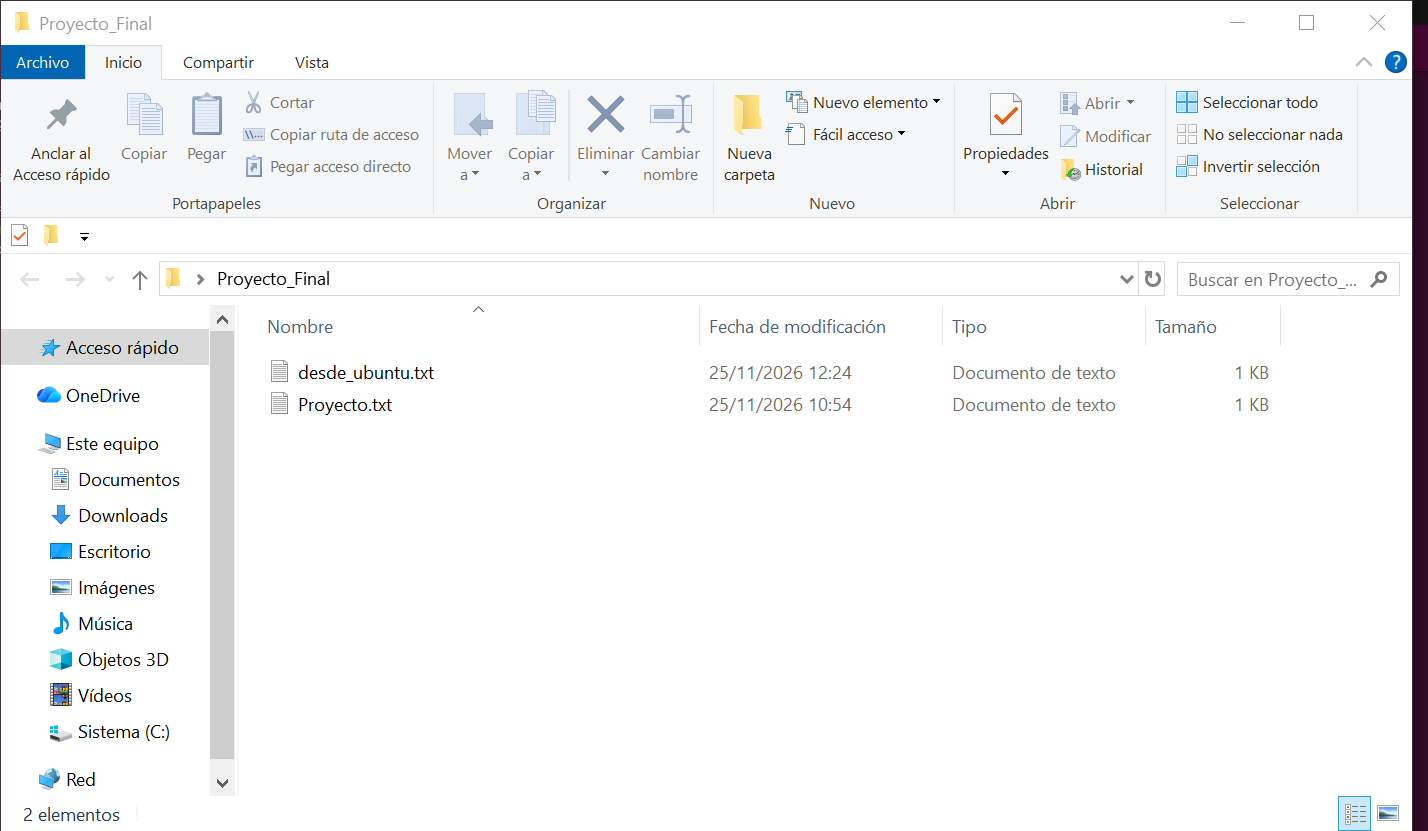 Proyecto_Final
Archivo
Inicio
Compartir
Vista
?
Anclar al
Acceso rápido
Copiar
Pegar
Cortar
Copiar ruta de acceso
Pegar acceso directo
Portapapeles
Mover
a
Copiar
a
Eliminar
Cambiar
nombre
Organizar
Nueva
carpeta
Nuevo elemento
Fácil acceso
Nuevo
Propiedades
Abrir
Modificar
Historial
Abrir
Seleccionar todo
No seleccionar nada
Invertir selección
Seleccionar
Proyecto_Final
Buscar en Proyecto_...
Acceso rápido
OneDrive
Este equipo
Documentos
Downloads
Escritorio
Imágenes
Música
Objetos 3D
Vídeos
Sistema (C:)
Red
Nombre Fecha de modificación Tipo Tamaño
desde_ubuntu.txt 25/11/2026 12:24 Documento de texto 1 KB
Proyecto.txt 25/11/2026 10:54 Documento de texto 1 KB
2 elementos